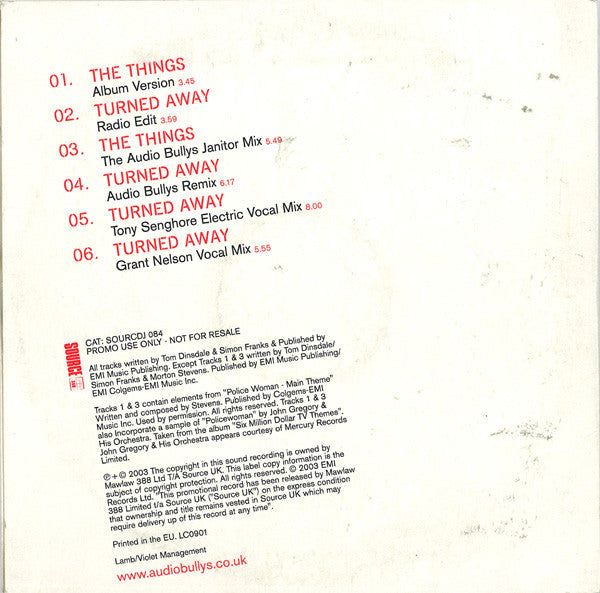 01. THE THINGS
Album Version 3.45
02. TURNED AWAY
Radio Edit 3.59
03. THE THINGS
The Audio Bullys Janitor Mix 5.49
04. TURNED AWAY
Audio Bullys Remix 6.17
05. TURNED AWAY
Tony Senghore Electric Vocal Mix 8.00
06. TURNED AWAY
Grant Nelson Vocal Mix 5.55
SOURCE
CAT: SOURCDJ 084
PROMO USE ONLY - NOT FOR RESALE
All tracks written by Tom Dinsdale & Simon Franks & Published by
EMI Music Publishing. Except Tracks 1 & 3 written by Tom Dinsdale/
Simon Franks & Morton Stevens. Published by EMI Music Publishing/
EMI Colgems-EMI Music Inc.
Tracks 1 & 3 contain elements from "Police Woman - Main Theme"
Written and composed by Stevens. Published by Colgems-EMI
Music Inc. Used by permission. All rights reserved. Tracks 1 & 3
also Incorporate a sample of "Policewoman" by John Gregory &
His Orchestra. Taken from the album "Six Million Dollar TV Themes".
John Gregory & His Orchestra appears courtesy of Mercury Records
Limited.
℗ + © 2003 The copyright in this sound recording is owned by
Mawlaw 388 Ltd T/A Source UK. This label copy information is the
subject of copyright protection. All rights reserved. © 2003 EMI
Records Ltd. "This promotional record has been released by Mawlaw
388 Limited t/a Source UK ("Source UK") on the express condition
that ownership and title remains vested in Source UK which may
require delivery up of this record at any time".
Printed in the EU. LC0901
Lamb/Violet Management
www.audiobullys.co.uk